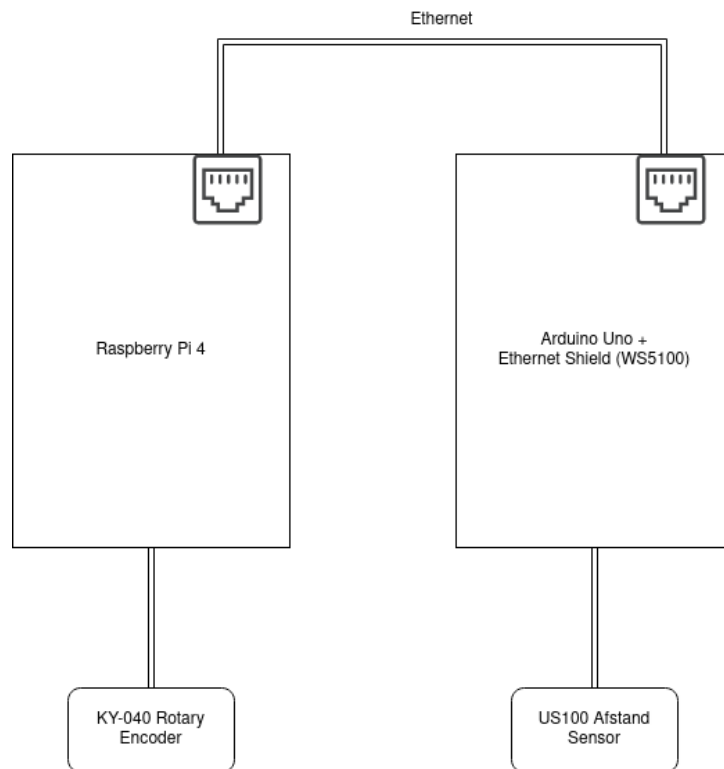 Ethernet
Raspberry Pi 4
Arduino Uno +
Ethernet Shield (WS5100)
KY-040 Rotary
Encoder
US100 Afstand
Sensor